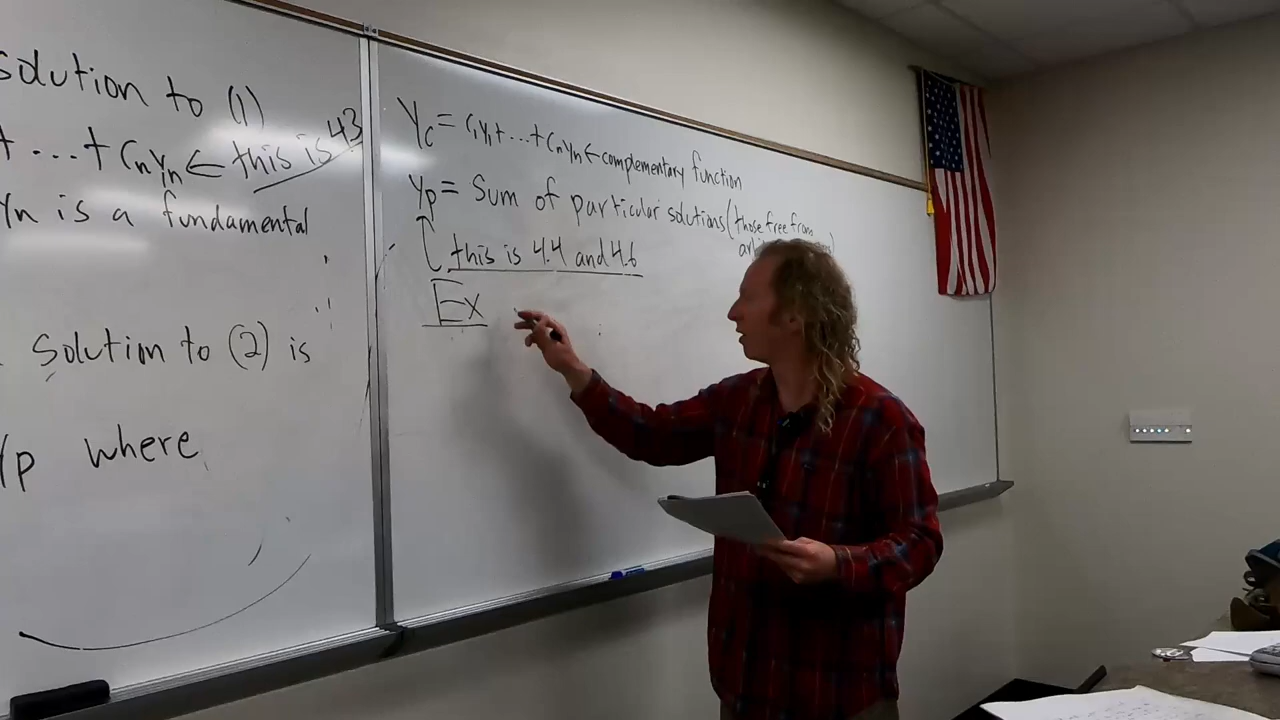 solution to (1)
+ ... + CnYn ← this is 4.3
Yn is a fundamental
Solution to (2) is
Yp where
Yc = C1Y1 + ... + CnYn ← complementary function
Yp = Sum of particular solutions (those free from
this is 4.4 and 4.6
Ex